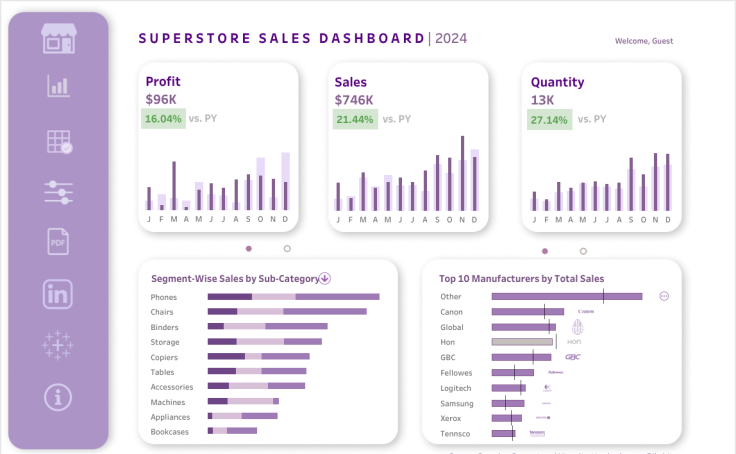 SUPERSTORE SALES DASHBOARD | 2024
Welcome, Guest
Profit
$96K
16.04% vs. PY
J F M A M J J A S O N D
Sales
$746K
21.44% vs. PY
J F M A M J J A S O N D
Quantity
13K
27.14% vs. PY
J F M A M J J A S O N D
PDF
in
Segment-Wise Sales by Sub-Category
Phones
Chairs
Binders
Storage
Copiers
Tables
Accessories
Machines
Appliances
Bookcases
Top 10 Manufacturers by Total Sales
Other
Canon Canon
Global
Hon HON
GBC GBC
Fellowes Fellowes
Logitech
Samsung
Xerox
Tennsco